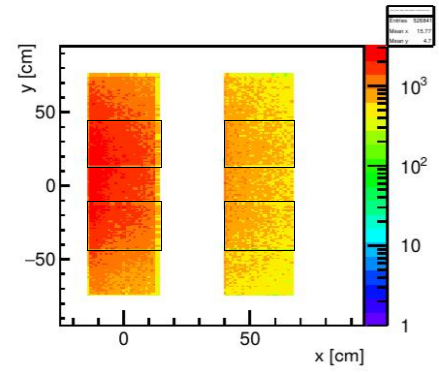 Entries 526841
Mean x 15.77
Mean y 4.7
y [cm]
50
0
−50
0
50
x [cm]
10³
10²
10
1